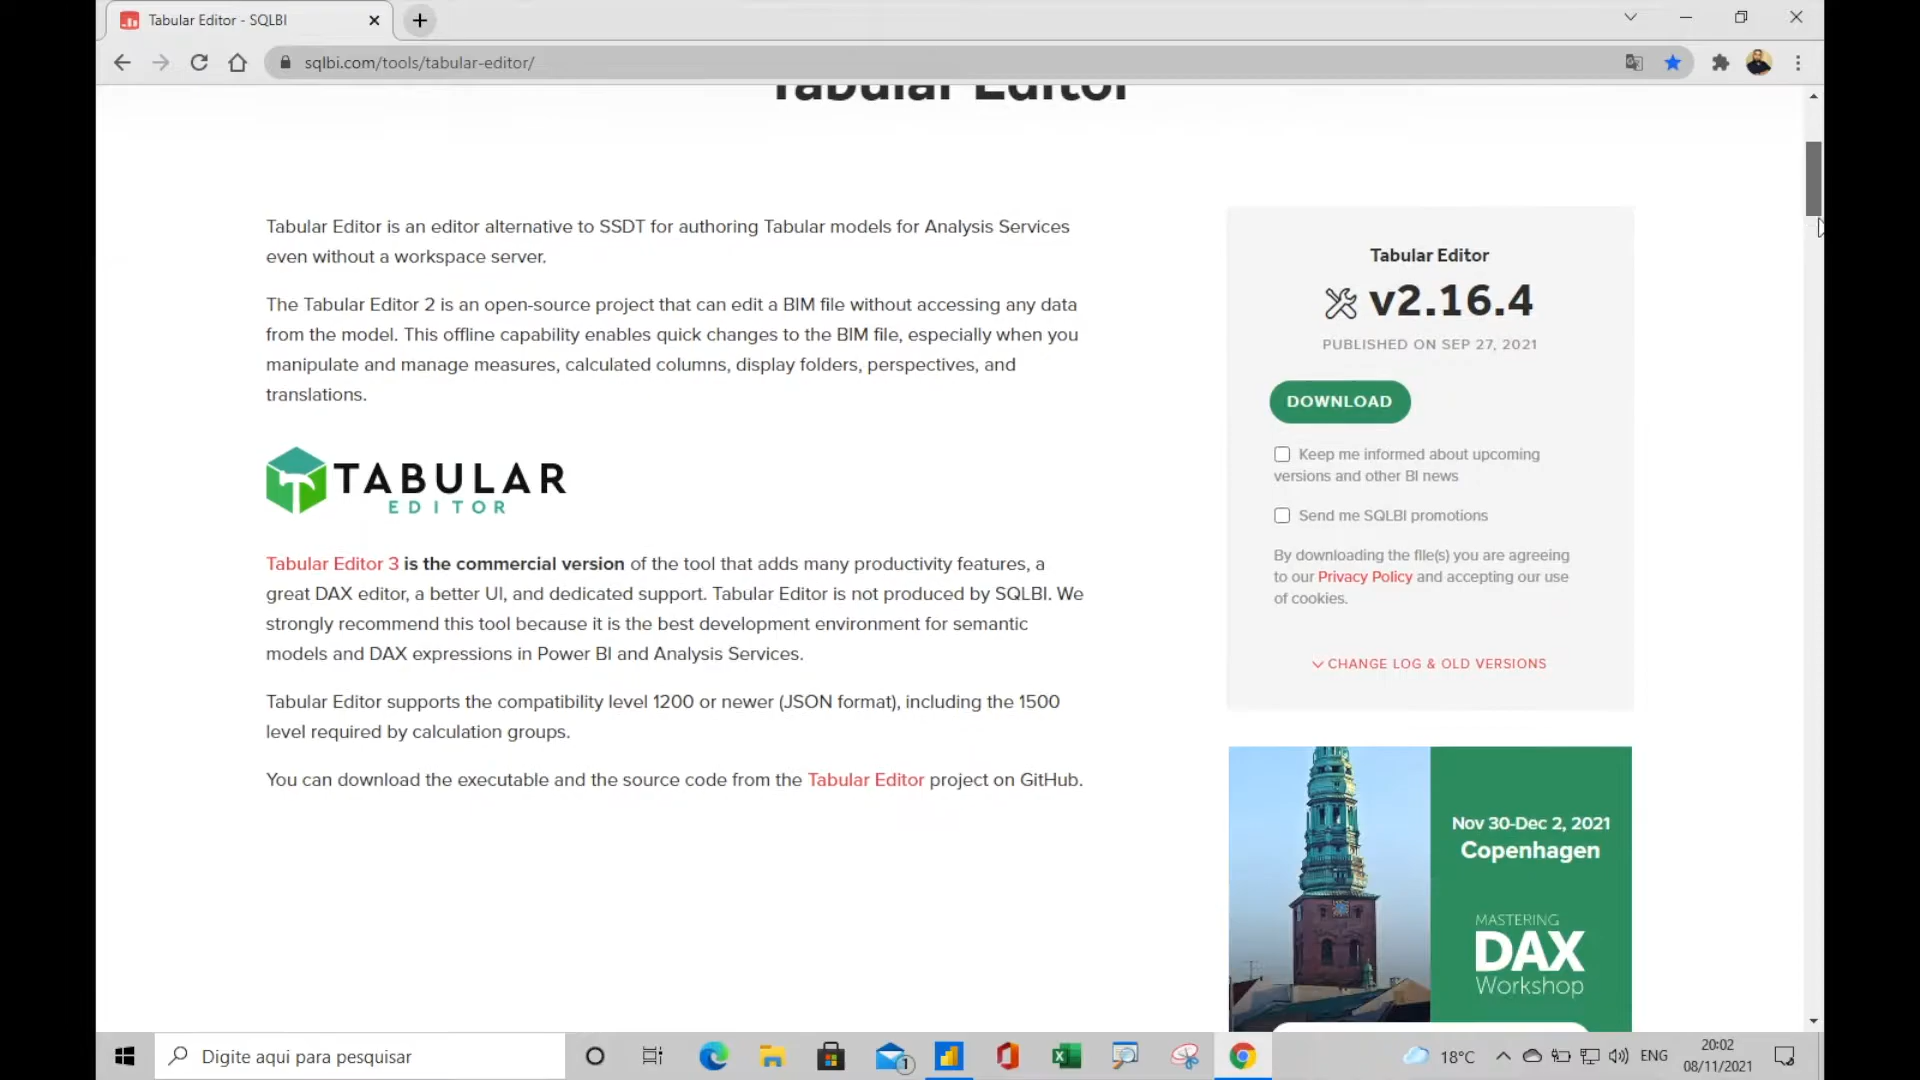 Tabular Editor - SQLBI
sqlbi.com/tools/tabular-editor/
Tabular Editor
Tabular Editor is an editor alternative to SSDT for authoring Tabular models for Analysis Services
even without a workspace server.
The Tabular Editor 2 is an open-source project that can edit a BIM file without accessing any data
from the model. This offline capability enables quick changes to the BIM file, especially when you
manipulate and manage measures, calculated columns, display folders, perspectives, and
translations.
TABULAR
EDITOR
Tabular Editor 3 is the commercial version of the tool that adds many productivity features, a
great DAX editor, a better UI, and dedicated support. Tabular Editor is not produced by SQLBI. We
strongly recommend this tool because it is the best development environment for semantic
models and DAX expressions in Power BI and Analysis Services.
Tabular Editor supports the compatibility level 1200 or newer (JSON format), including the 1500
level required by calculation groups.
You can download the executable and the source code from the Tabular Editor project on GitHub.
Tabular Editor
v2.16.4
PUBLISHED ON SEP 27, 2021
DOWNLOAD
Keep me informed about upcoming
versions and other BI news
Send me SQLBI promotions
By downloading the file(s) you are agreeing
to our Privacy Policy and accepting our use
of cookies.
CHANGE LOG & OLD VERSIONS
Nov 30-Dec 2, 2021
Copenhagen
MASTERING
DAX
Workshop
Digite aqui para pesquisar
1
18°C
ENG
20:02
08/11/2021